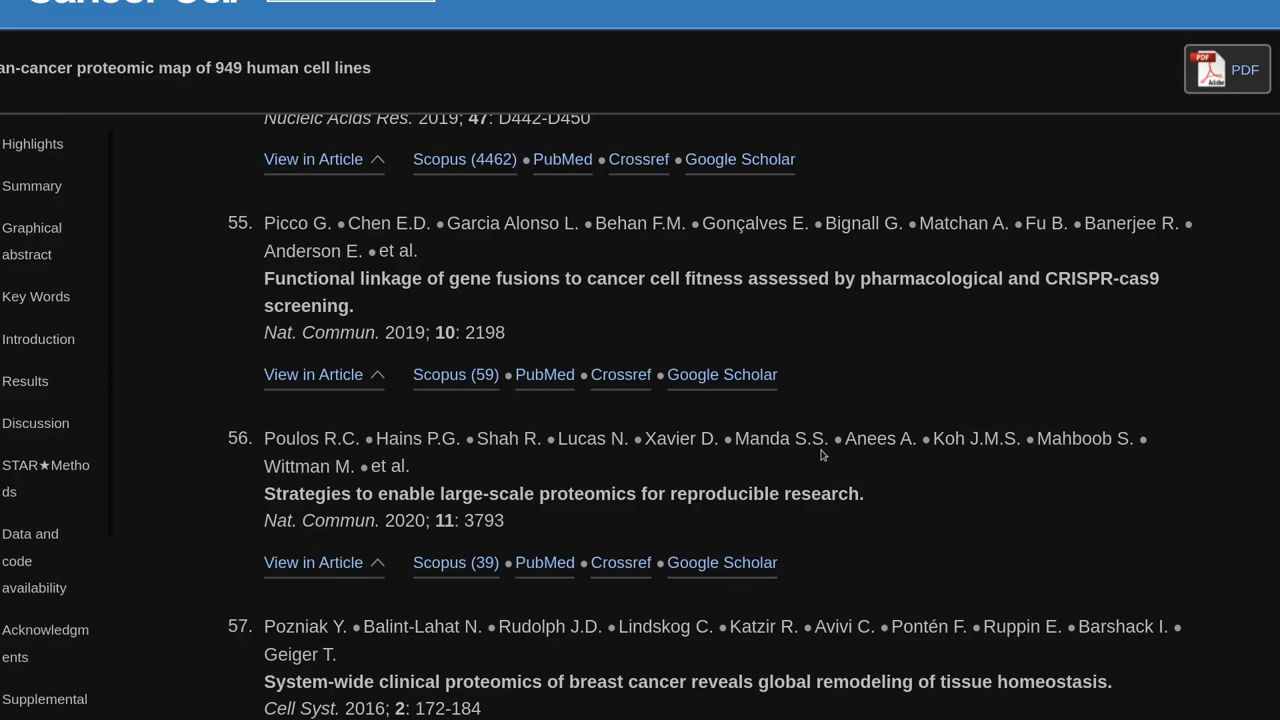 Cancer Cell
an-cancer proteomic map of 949 human cell lines
PDF
Nucleic Acids Res. 2019; 47: D442-D450
View in Article Scopus (4462) • PubMed • Crossref • Google Scholar
55. Picco G. • Chen E.D. • Garcia Alonso L. • Behan F.M. • Gonçalves E. • Bignall G. • Matchan A. • Fu B. • Banerjee R. •
Anderson E. • et al.
Functional linkage of gene fusions to cancer cell fitness assessed by pharmacological and CRISPR-cas9
screening.
Nat. Commun. 2019; 10: 2198
View in Article Scopus (59) • PubMed • Crossref • Google Scholar
56. Poulos R.C. • Hains P.G. • Shah R. • Lucas N. • Xavier D. • Manda S.S. • Anees A. • Koh J.M.S. • Mahboob S. •
Wittman M. • et al.
Strategies to enable large-scale proteomics for reproducible research.
Nat. Commun. 2020; 11: 3793
View in Article Scopus (39) • PubMed • Crossref • Google Scholar
57. Pozniak Y. • Balint-Lahat N. • Rudolph J.D. • Lindskog C. • Katzir R. • Avivi C. • Pontén F. • Ruppin E. • Barshack I. •
Geiger T.
System-wide clinical proteomics of breast cancer reveals global remodeling of tissue homeostasis.
Cell Syst. 2016; 2: 172-184
Highlights
Summary
Graphical
abstract
Key Words
Introduction
Results
Discussion
STAR★Metho
ds
Data and
code
availability
Acknowledgm
ents
Supplemental
PDF
Adobe